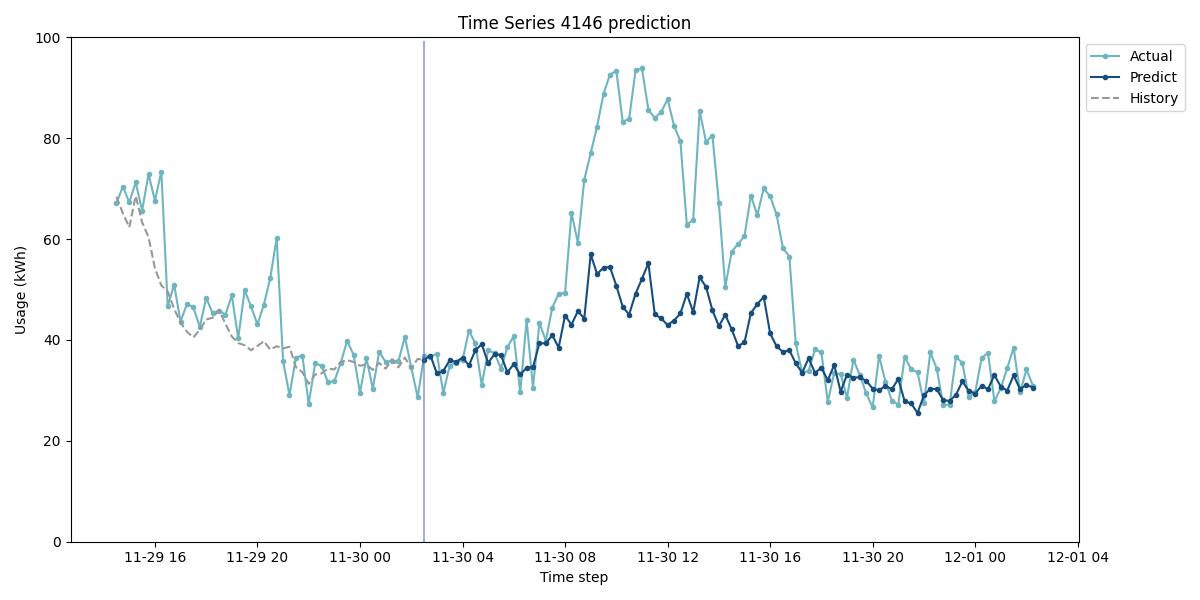 Time Series 4146 prediction
Actual
Predict
History
Usage (kWh)
100
80
60
40
20
0
11-29 16
11-29 20
11-30 00
11-30 04
11-30 08
11-30 12
11-30 16
11-30 20
12-01 00
12-01 04
Time step